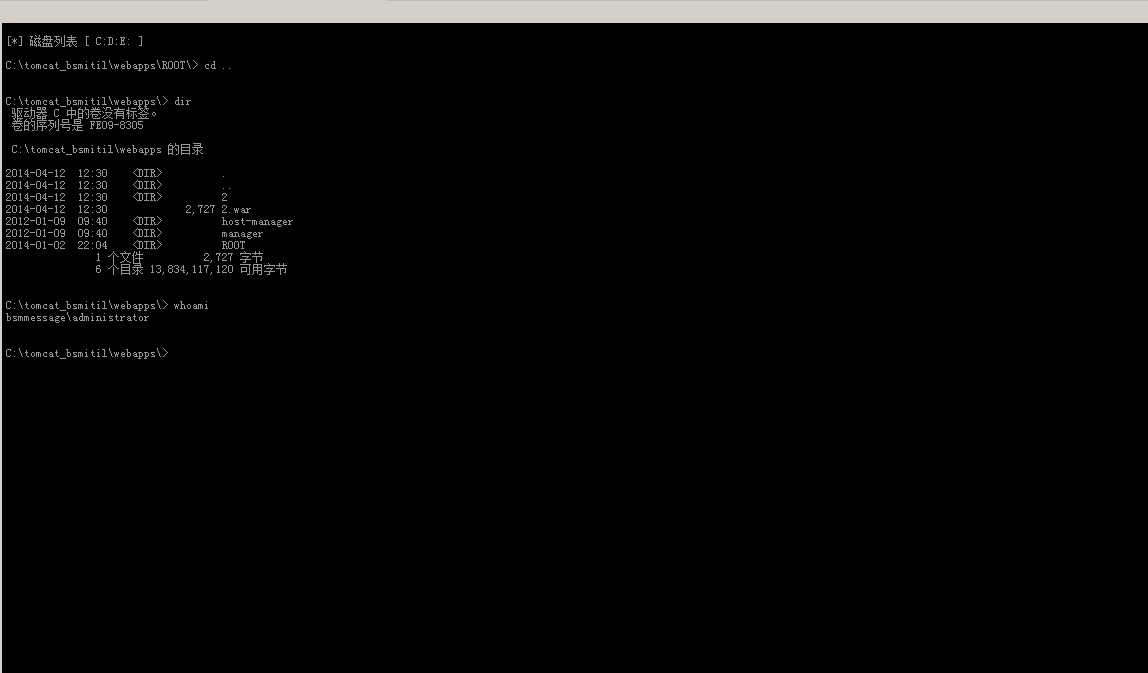 [*] 磁盘列表 [ C:D:E: ]
C:\tomcat_bsmitil\webapps\ROOT\> cd ..
C:\tomcat_bsmitil\webapps\> dir
驱动器 C 中的卷没有标签。
卷的序列号是 FE09-8305
C:\tomcat_bsmitil\webapps 的目录
2014-04-12  12:30    <DIR>          .
2014-04-12  12:30    <DIR>          ..
2014-04-12  12:30    <DIR>          2
2014-04-12  12:30             2,727 2.war
2012-01-09  09:40    <DIR>          host-manager
2012-01-09  09:40    <DIR>          manager
2014-01-02  22:04    <DIR>          ROOT
1 个文件          2,727 字节
6 个目录 13,834,117,120 可用字节
C:\tomcat_bsmitil\webapps\> whoami
bsmmessage\administrator
C:\tomcat_bsmitil\webapps\>